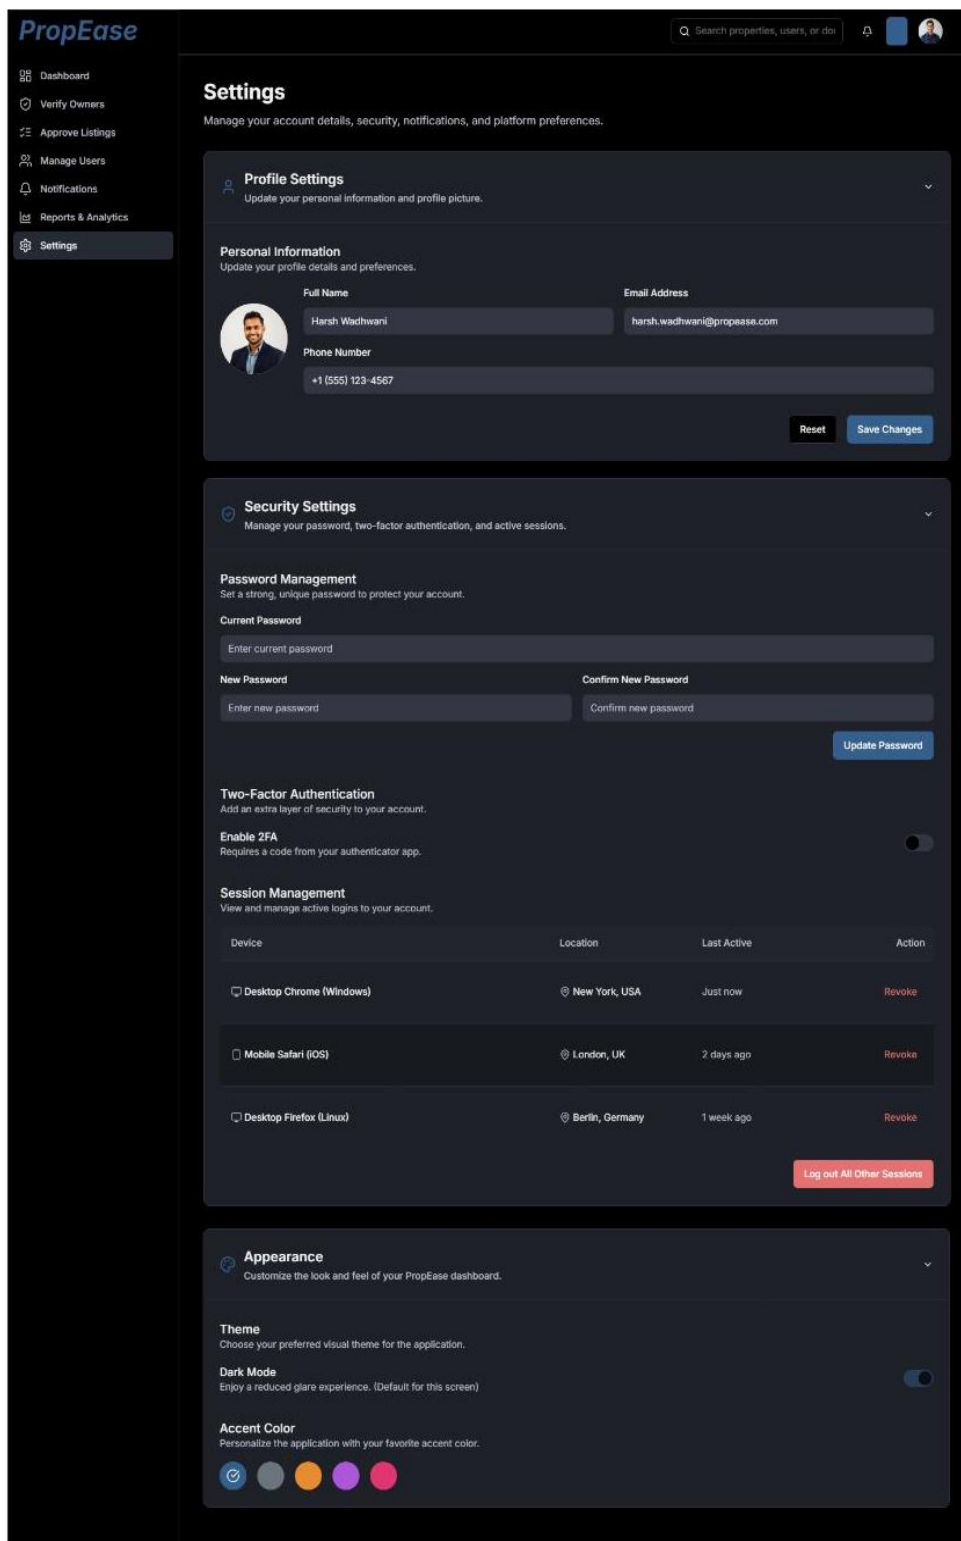 PropEase
Search properties, users, or do
Dashboard
Verify Owners
Approve Listings
Manage Users
Notifications
Reports & Analytics
Settings
Settings
Manage your account details, security, notifications, and platform preferences.
Profile Settings
Update your personal information and profile picture.
Personal Information
Update your profile details and preferences.
Full Name
Email Address
Harsh Wadhwani
harsh.wadhwani@propease.com
Phone Number
+1 (555) 123-4567
Reset
Save Changes
Security Settings
Manage your password, two-factor authentication, and active sessions.
Password Management
Set a strong, unique password to protect your account.
Current Password
Enter current password
New Password
Confirm New Password
Enter new password
Confirm new password
Update Password
Two-Factor Authentication
Add an extra layer of security to your account.
Enable 2FA
Requires a code from your authenticator app.
Session Management
View and manage active logins to your account.
Device Location Last Active Action
Desktop Chrome (Windows) New York, USA Just now Revoke
Mobile Safari (iOS) London, UK 2 days ago Revoke
Desktop Firefox (Linux) Berlin, Germany 1 week ago Revoke
Log out All Other Sessions
Appearance
Customize the look and feel of your PropEase dashboard.
Theme
Choose your preferred visual theme for the application.
Dark Mode
Enjoy a reduced glare experience. (Default for this screen)
Accent Color
Personalize the application with your favorite accent color.